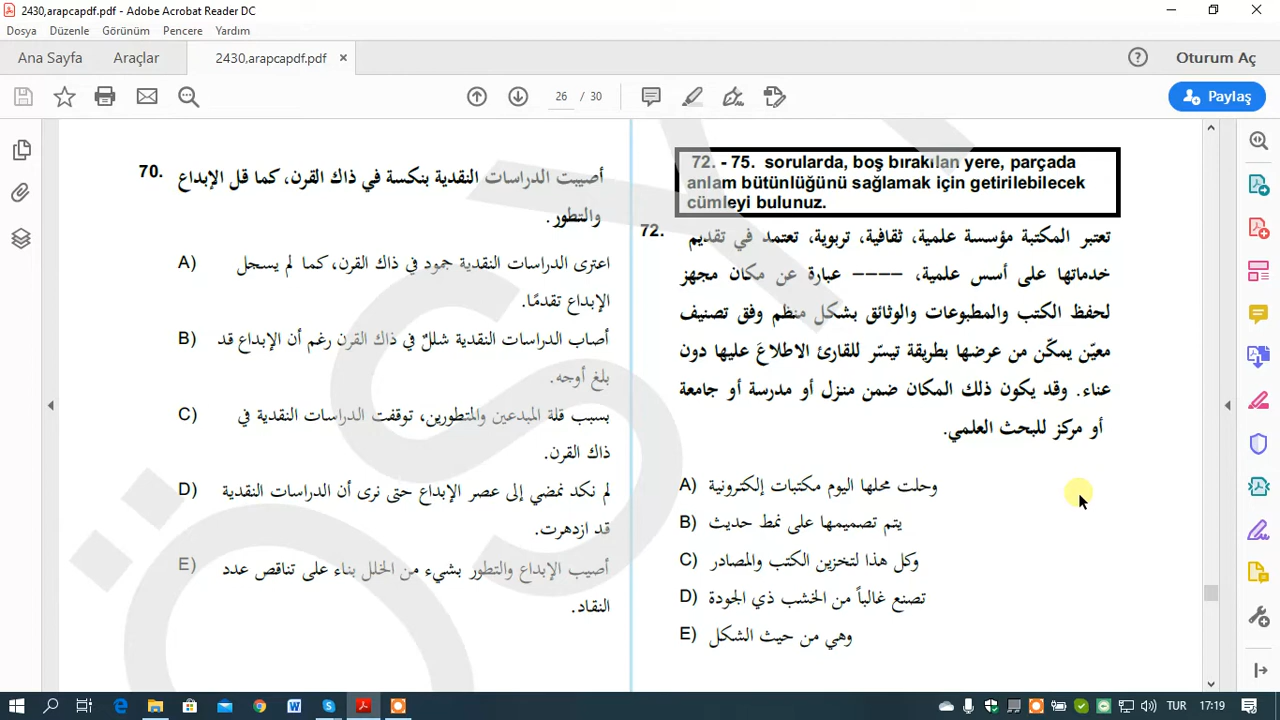 2430,arapcapdf.pdf - Adobe Acrobat Reader DC
Dosya Düzenle Görünüm Pencere Yardım
Ana Sayfa Araçlar 2430,arapcapdf.pdf × Oturum Aç
26 / 30 Paylaş
70. أصيبت الدراسات النقدية بنكسة في ذاك القرن، كما قل الإبداع
والتطور.
A) اعترى الدراسات النقدية جمود في ذاك القرن، كما لم يسجل
الإبداع تقدمًا.
B) أصاب الدراسات النقدية شللٌ في ذاك القرن رغم أن الإبداع قد
بلغ أوجه.
C) بسبب قلة المبدعين والمتطورين، توقفت الدراسات النقدية في
ذاك القرن.
D) لم نكد نمضي إلى عصر الإبداع حتى نرى أن الدراسات النقدية
قد ازدهرت.
E) أصيب الإبداع والتطور بشيء من الخلل بناء على تناقص عدد
النقاد.
72. - 75. sorularda, boş bırakılan yere, parçada
anlam bütünlüğünü sağlamak için getirilebilecek
cümleyi bulunuz.
72. تعتبر المكتبة مؤسسة علمية، ثقافية، تربوية، تعتمد في تقديم
خدماتها على أسس علمية، ---- عبارة عن مكان مجهز
لحفظ الكتب والمطبوعات والوثائق بشكل منظم وفق تصنيف
معيّن يمكّن من عرضها بطريقة تيسّر للقارئ الاطلاعَ عليها دون
عناء. وقد يكون ذلك المكان ضمن منزل أو مدرسة أو جامعة
أو مركز للبحث العلمي.
A) وحلت محلها اليوم مكتبات إلكترونية
B) يتم تصميمها على نمط حديث
C) وكل هذا لتخزين الكتب والمصادر
D) تصنع غالباً من الخشب ذي الجودة
E) وهي من حيث الشكل
ÖSY
TUR 17:19